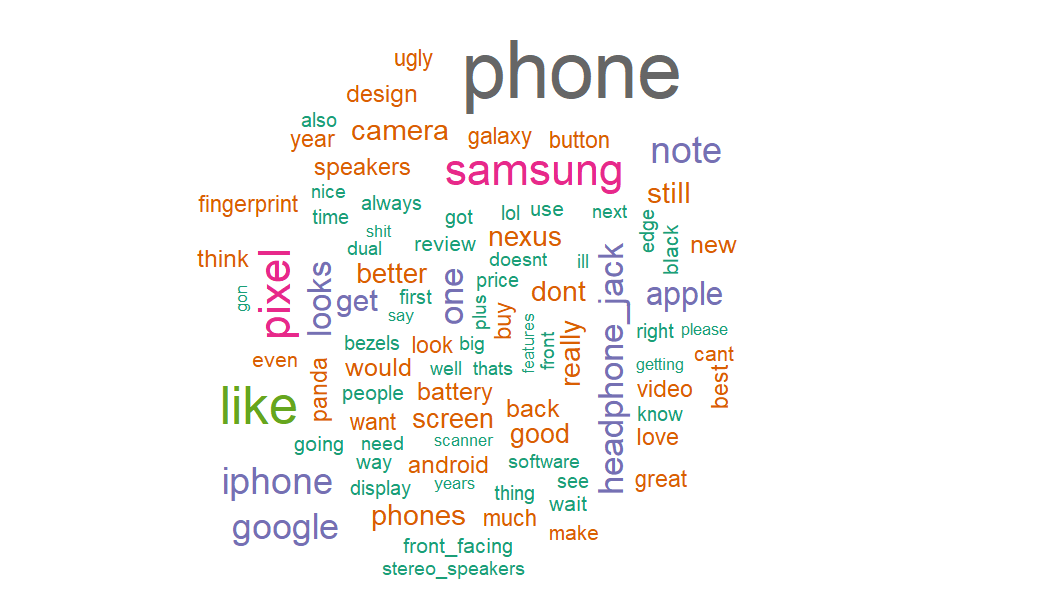 ugly
phone
design
also
year
camera
galaxy
button
note
speakers
samsung
nice
still
fingerprint
time
always
got
lol
use
next
edge
shit
dual
review
nexus
black
new
think
pixel
looks
better
doesnt
ill
headphone_jack
gon
get
first
say
one
price
plus
buy
dont
apple
bezels
look
big
features
front
really
right
please
even
panda
would
well
thats
getting
cant
best
like
people
battery
video
want
screen
back
know
going
need
scanner
good
love
way
android
software
iphone
display
years
thing
see
great
wait
google
phones
much
make
front_facing
stereo_speakers